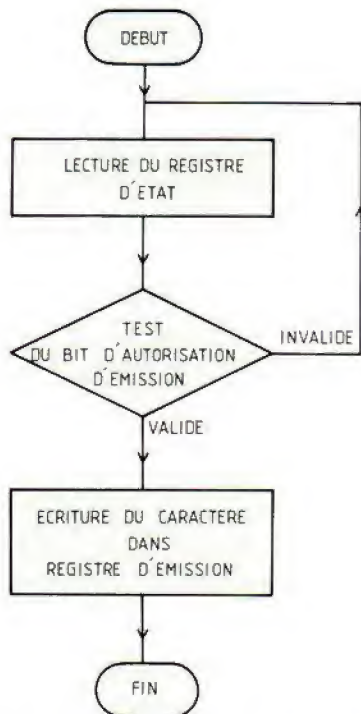 DEBUT
LECTURE DU REGISTRE
D'ETAT
TEST
DU BIT D'AUTORISATION
D'EMISSION
INVALIDE
VALIDE
ECRITURE DU CARACTERE
DANS
REGISTRE D'EMISSION
FIN